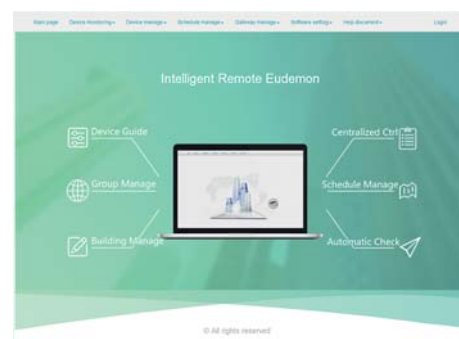 Main page Device monitoring Device manage Schedule manage Gateway manage Software setting Help document Login
Intelligent Remote Eudemon
Device Guide
Centralized Ctrl
Group Manage
Schedule Manage
Building Manage
Automatic Check
© All rights reserved